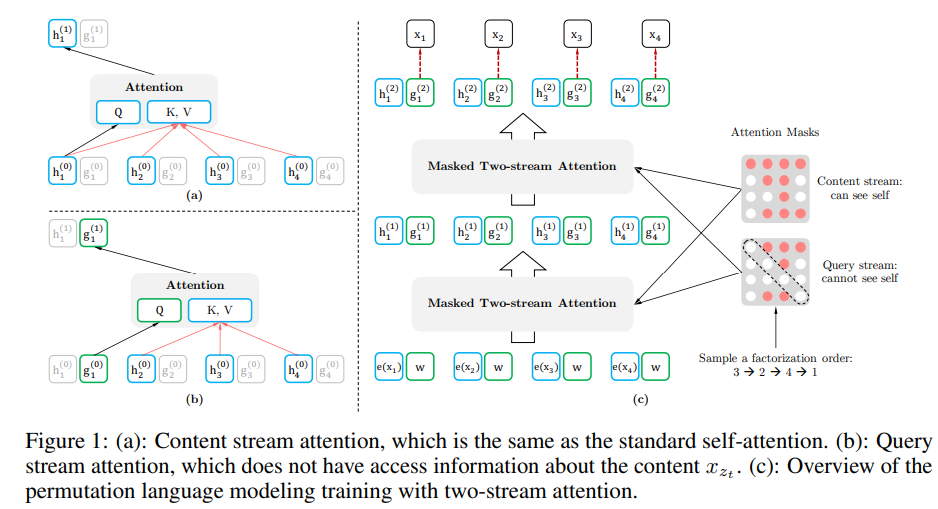 h₁⁽¹⁾ g₁⁽¹⁾
Attention
Q K, V
h₁⁽⁰⁾ g₁⁽⁰⁾ h₂⁽⁰⁾ g₂⁽⁰⁾ h₃⁽⁰⁾ g₃⁽⁰⁾ h₄⁽⁰⁾ g₄⁽⁰⁾
(a)
h₁⁽¹⁾ g₁⁽¹⁾
Attention
Q K, V
h₁⁽⁰⁾ g₁⁽⁰⁾ h₂⁽⁰⁾ g₂⁽⁰⁾ h₃⁽⁰⁾ g₃⁽⁰⁾ h₄⁽⁰⁾ g₄⁽⁰⁾
(b)
x₁ x₂ x₃ x₄
h₁⁽²⁾ g₁⁽²⁾ h₂⁽²⁾ g₂⁽²⁾ h₃⁽²⁾ g₃⁽²⁾ h₄⁽²⁾ g₄⁽²⁾
Masked Two-stream Attention
h₁⁽¹⁾ g₁⁽¹⁾ h₂⁽¹⁾ g₂⁽¹⁾ h₃⁽¹⁾ g₃⁽¹⁾ h₄⁽¹⁾ g₄⁽¹⁾
Masked Two-stream Attention
e(x₁) w e(x₂) w e(x₃) w e(x₄) w
(c)
Attention Masks
Content stream:
can see self
Query stream:
cannot see self
Sample a factorization order:
3 → 2 → 4 → 1
Figure 1: (a): Content stream attention, which is the same as the standard self-attention. (b): Query
stream attention, which does not have access information about the content x_{z_t}. (c): Overview of the
permutation language modeling training with two-stream attention.